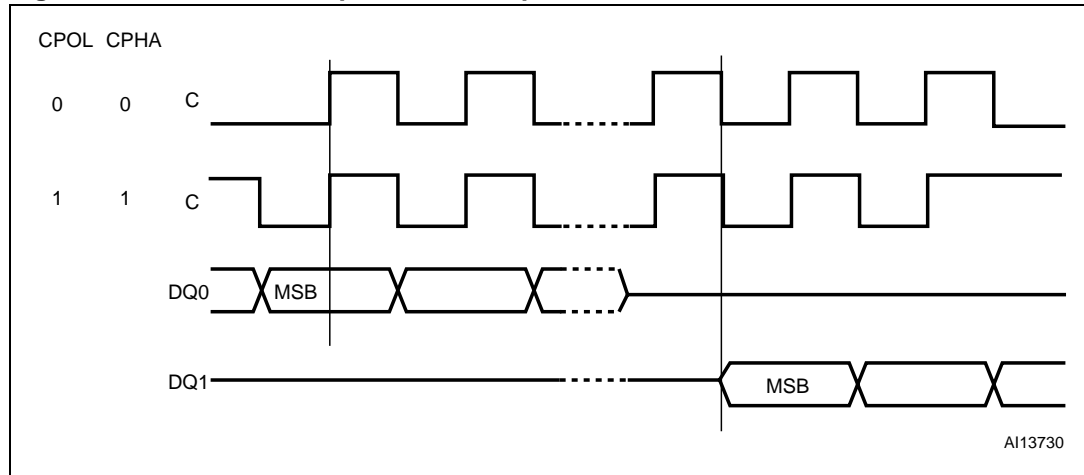 CPOL CPHA
0 0 C
1 1 C
DQ0 MSB
DQ1 MSB
AI13730